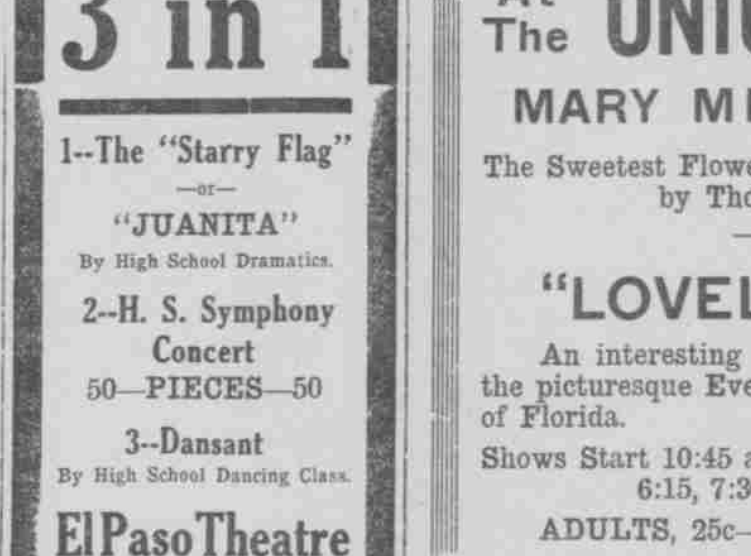 3 in 1
1--The "Starry Flag"
—or—
"JUANITA"
By High School Dramatics.
2--H. S. Symphony
Concert
50—PIECES—50
3--Dansant
By High School Dancing Class.
El Paso Theatre
At
The
MARY
The Sweetest
by
"LOVEL
An interesting
the picturesque
of Florida.
Shows Start 10:45
6:15,
ADULTS, 25c—